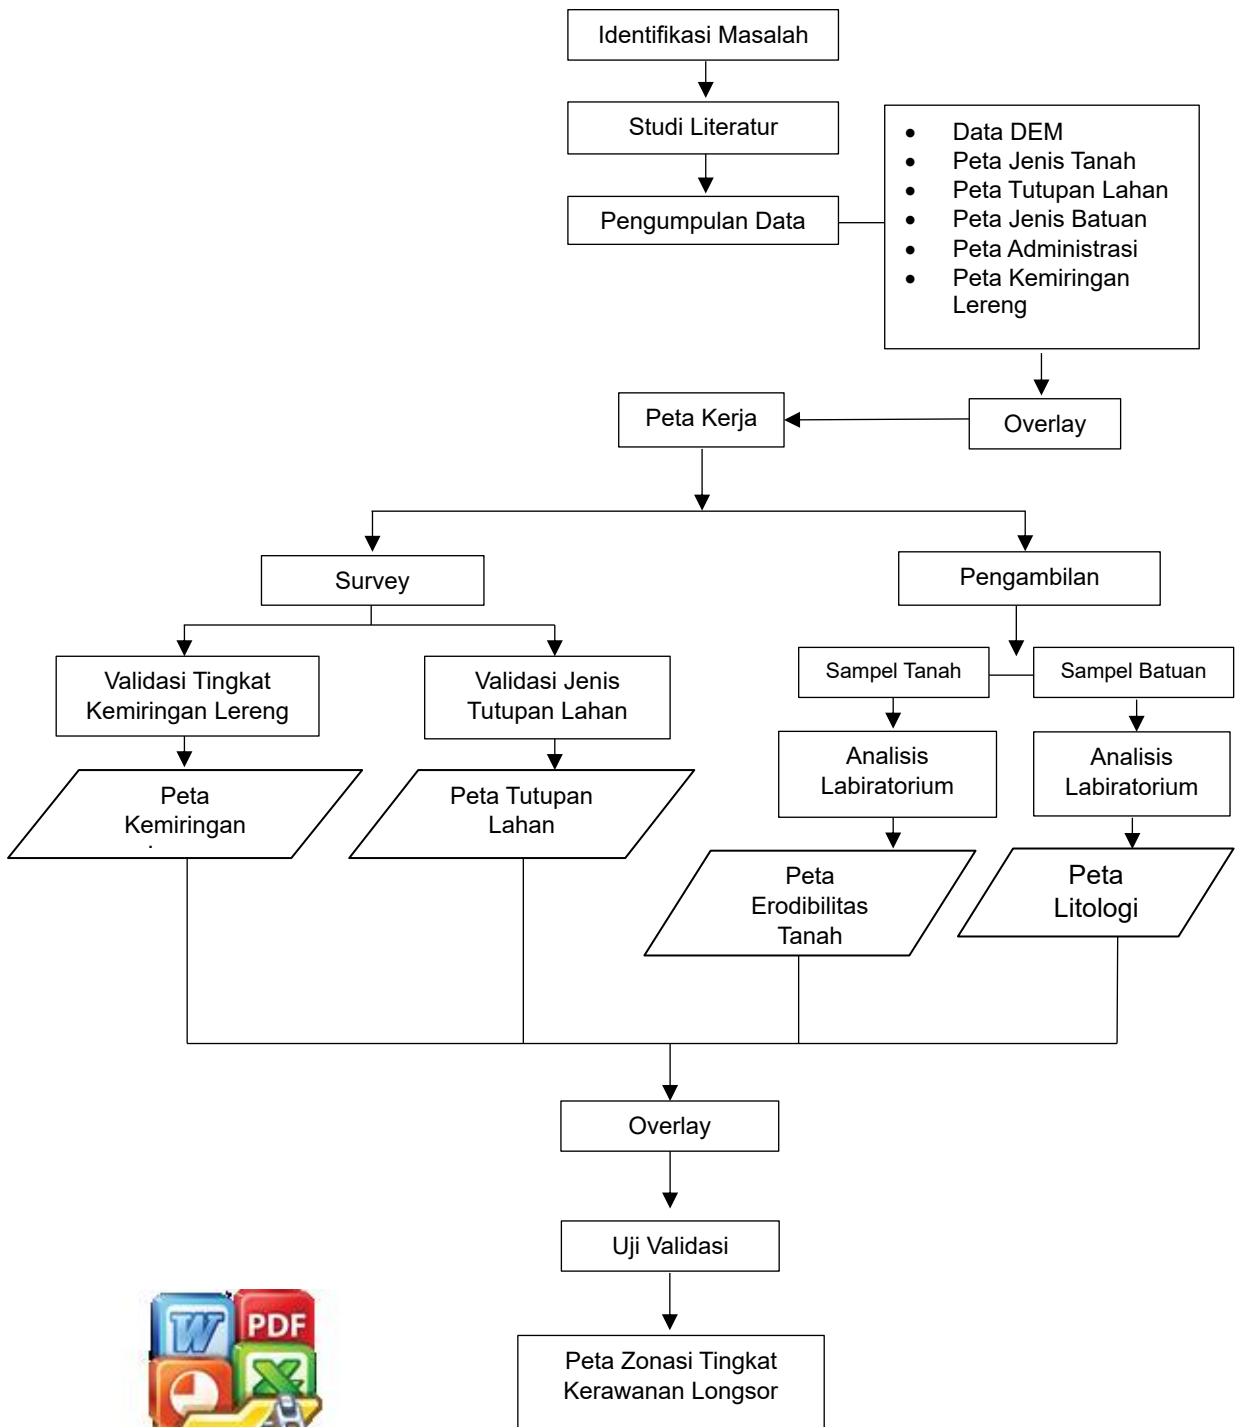 Identifikasi Masalah
Studi Literatur
Pengumpulan Data
• Data DEM
• Peta Jenis Tanah
• Peta Tutupan Lahan
• Peta Jenis Batuan
• Peta Administrasi
• Peta Kemiringan
Lereng
Peta Kerja
Overlay
Survey
Pengambilan
Validasi Tingkat
Kemiringan Lereng
Validasi Jenis
Tutupan Lahan
Sampel Tanah
Sampel Batuan
Analisis
Labiratorium
Analisis
Labiratorium
Peta
Kemiringan
Peta Tutupan
Lahan
Peta
Erodibilitas
Tanah
Peta
Litologi
Overlay
Uji Validasi
Peta Zonasi Tingkat
Kerawanan Longsor
W
PDF
X